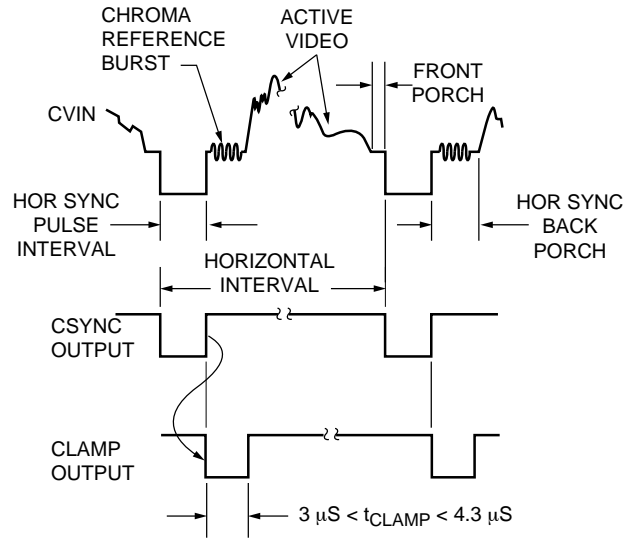 CHROMA
REFERENCE
BURST
ACTIVE
VIDEO
FRONT
PORCH
CVIN
HOR SYNC
PULSE
INTERVAL
HOR SYNC
BACK
PORCH
HORIZONTAL
INTERVAL
CSYNC
OUTPUT
CLAMP
OUTPUT
3 μS < tCLAMP < 4.3 μS